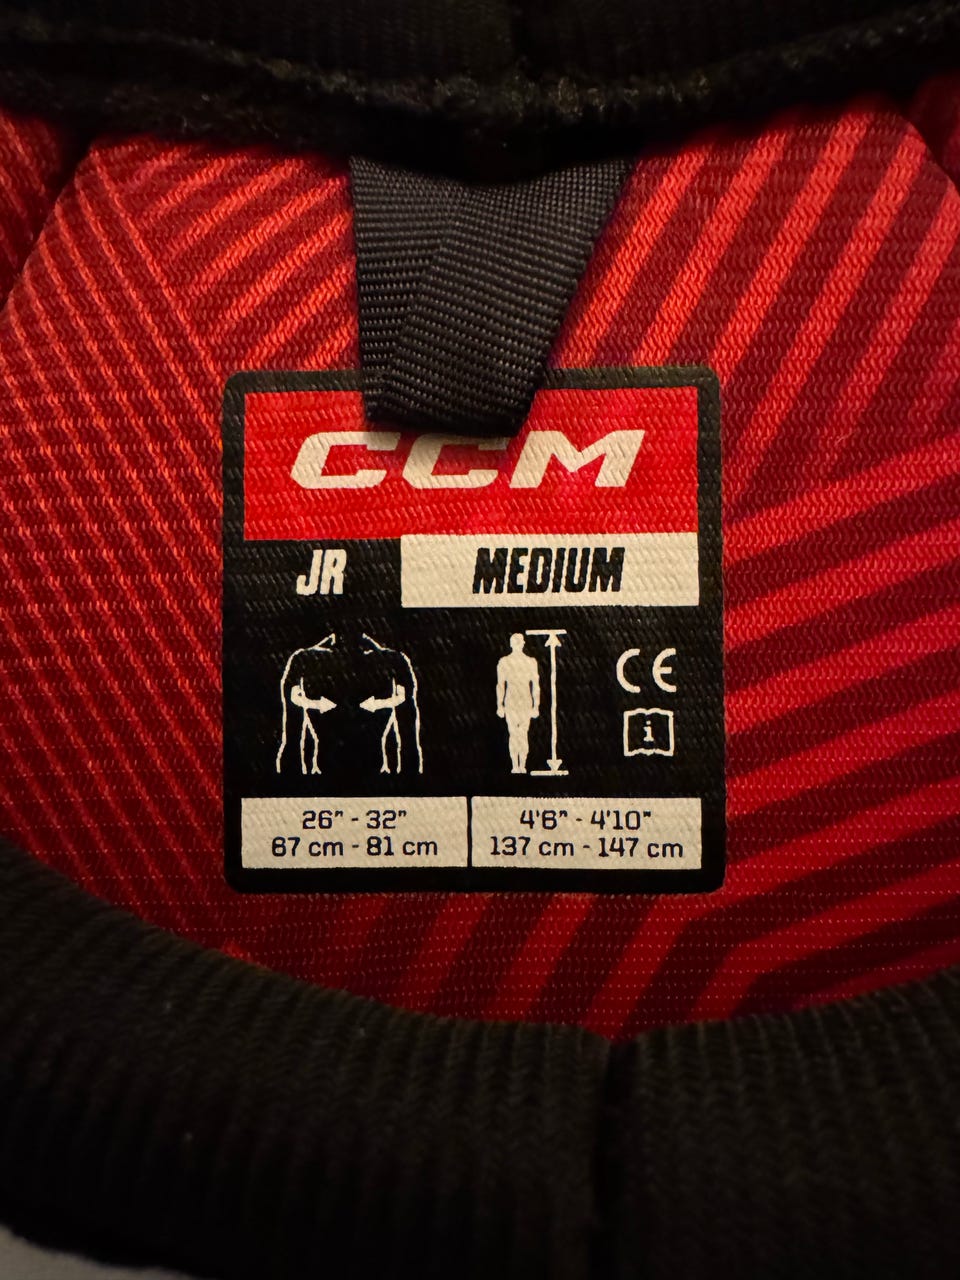 CCM
JR MEDIUM
CE
i
26" - 32" 4'6" - 4'10"
67 cm - 81 cm 137 cm - 147 cm